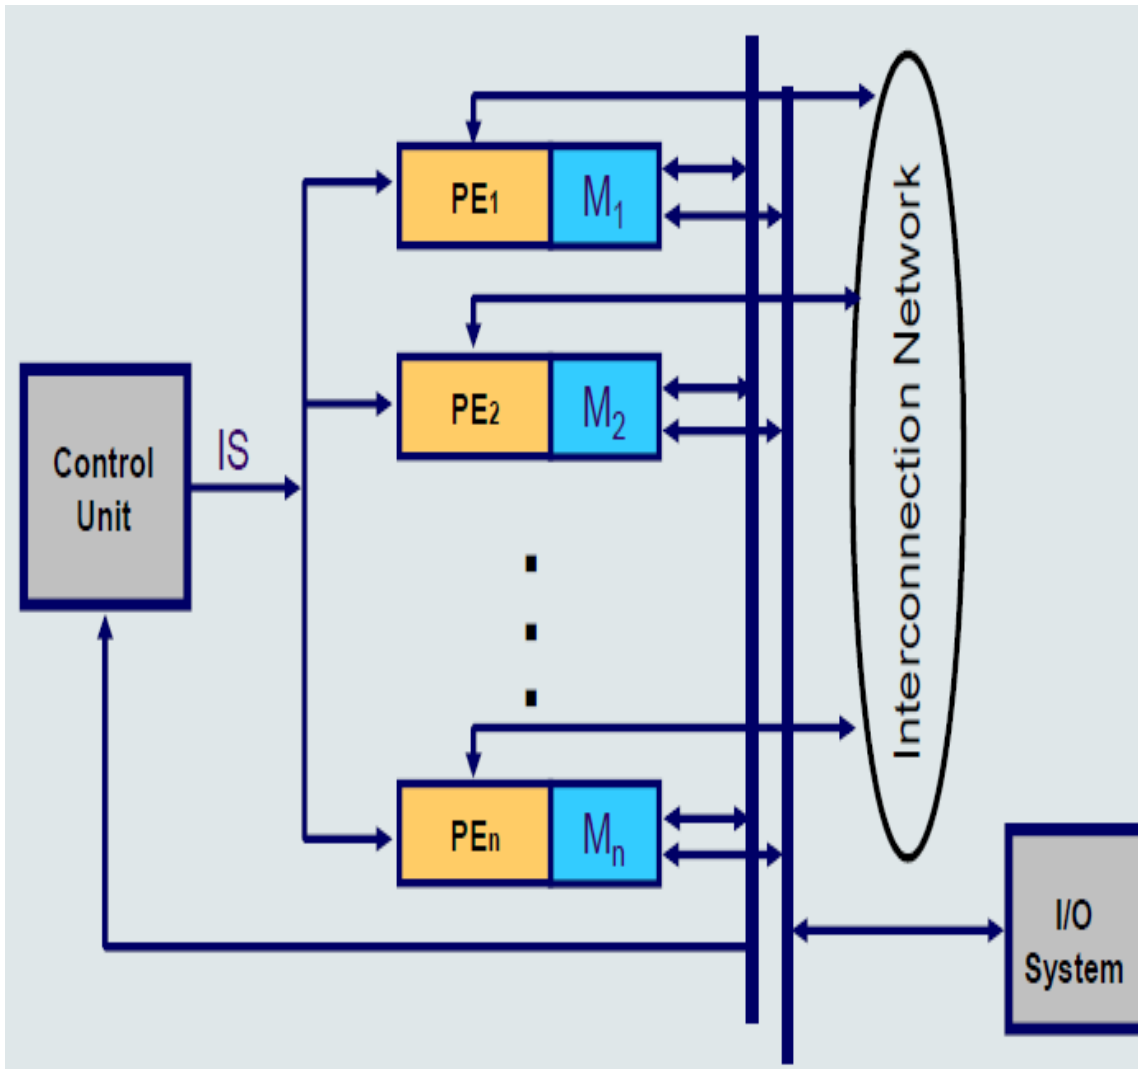 PE₁ M₁
PE₂ M₂
Control
Unit
IS
PEn Mₙ
Interconnection Network
I/O
System